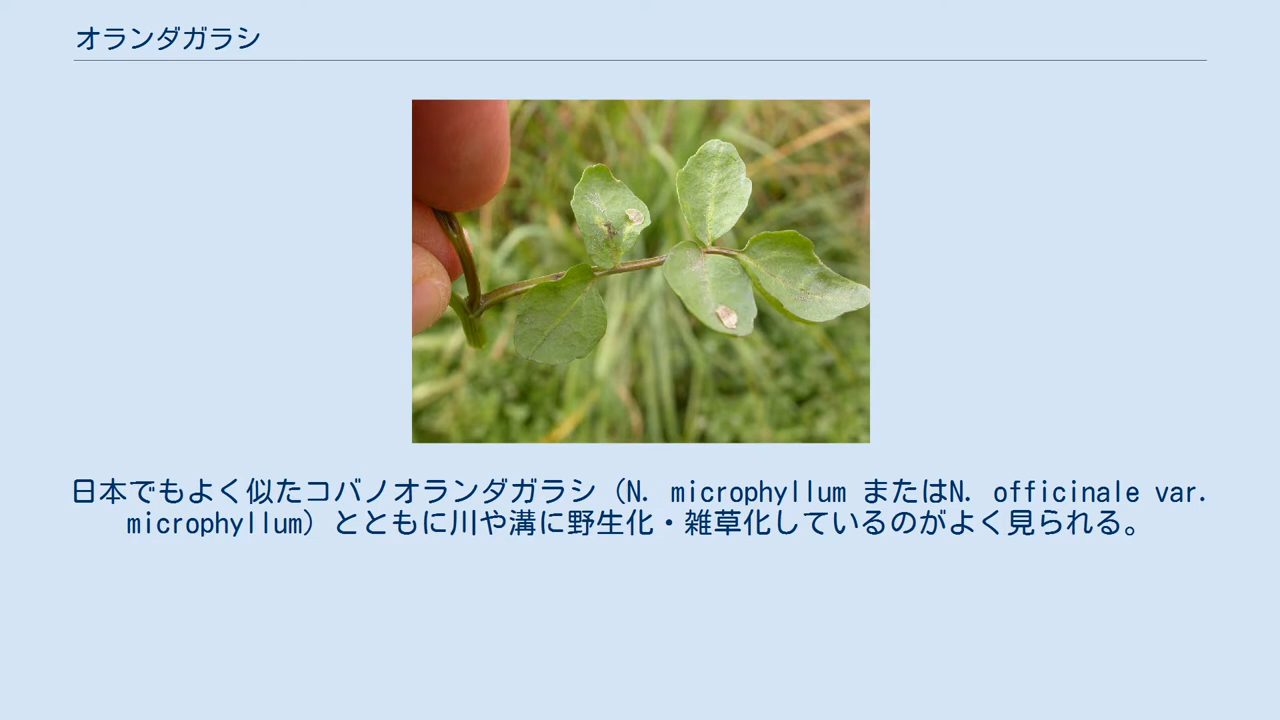 オランダガラシ
日本でもよく似たコバノオランダガラシ（N. microphyllum またはN. officinale var.
microphyllum）とともに川や溝に野生化・雑草化しているのがよく見られる。